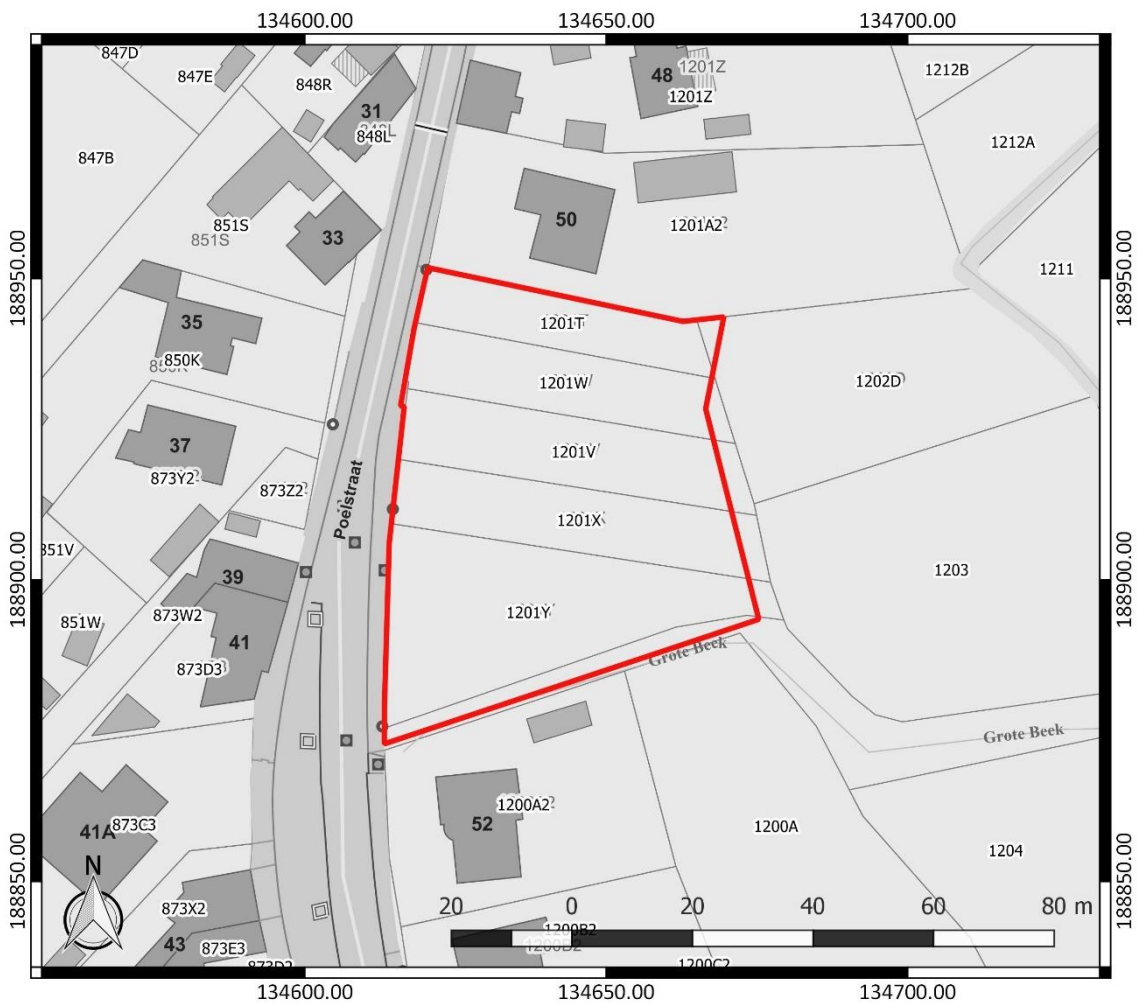 134600.00
134650.00
134700.00
847D
847E
848R
31
848L
48
1201Z
1201Z
1212B
1212A
847B
851S
851S
33
50
1201A2
1211
188950.00
188950.00
35
850K
1201T
1201W
1202D
37
873Y2
873Z2
Poelstraat
1201V
1201X
851V
39
1203
188900.00
188900.00
851W
873W2
41
873D3
1201Y
Grote Beek
Grote Beek
41A
873C3
52
1200A2
1200A
1204
188850.00
188850.00
N
873X2
43
873E3
20
0
20
40
60
80 m
1200B2
1200B2
134600.00
134650.00
134700.00